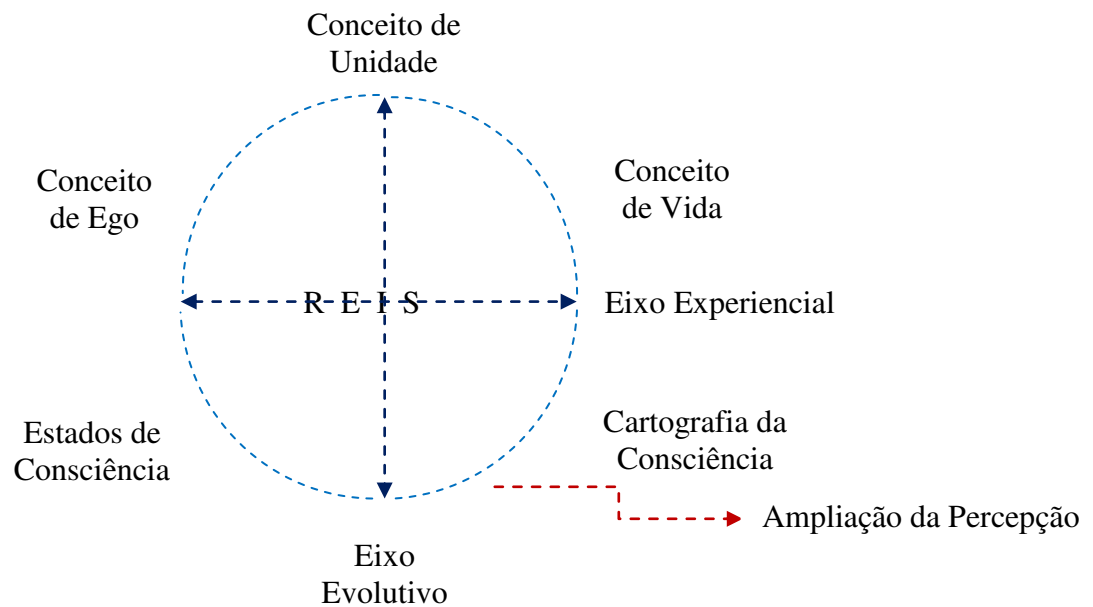 Conceito de
Unidade
Conceito
de Ego
Conceito
de Vida
R E I S
Eixo Experiencial
Estados de
Consciência
Cartografia da
Consciência
Ampliação da Percepção
Eixo
Evolutivo